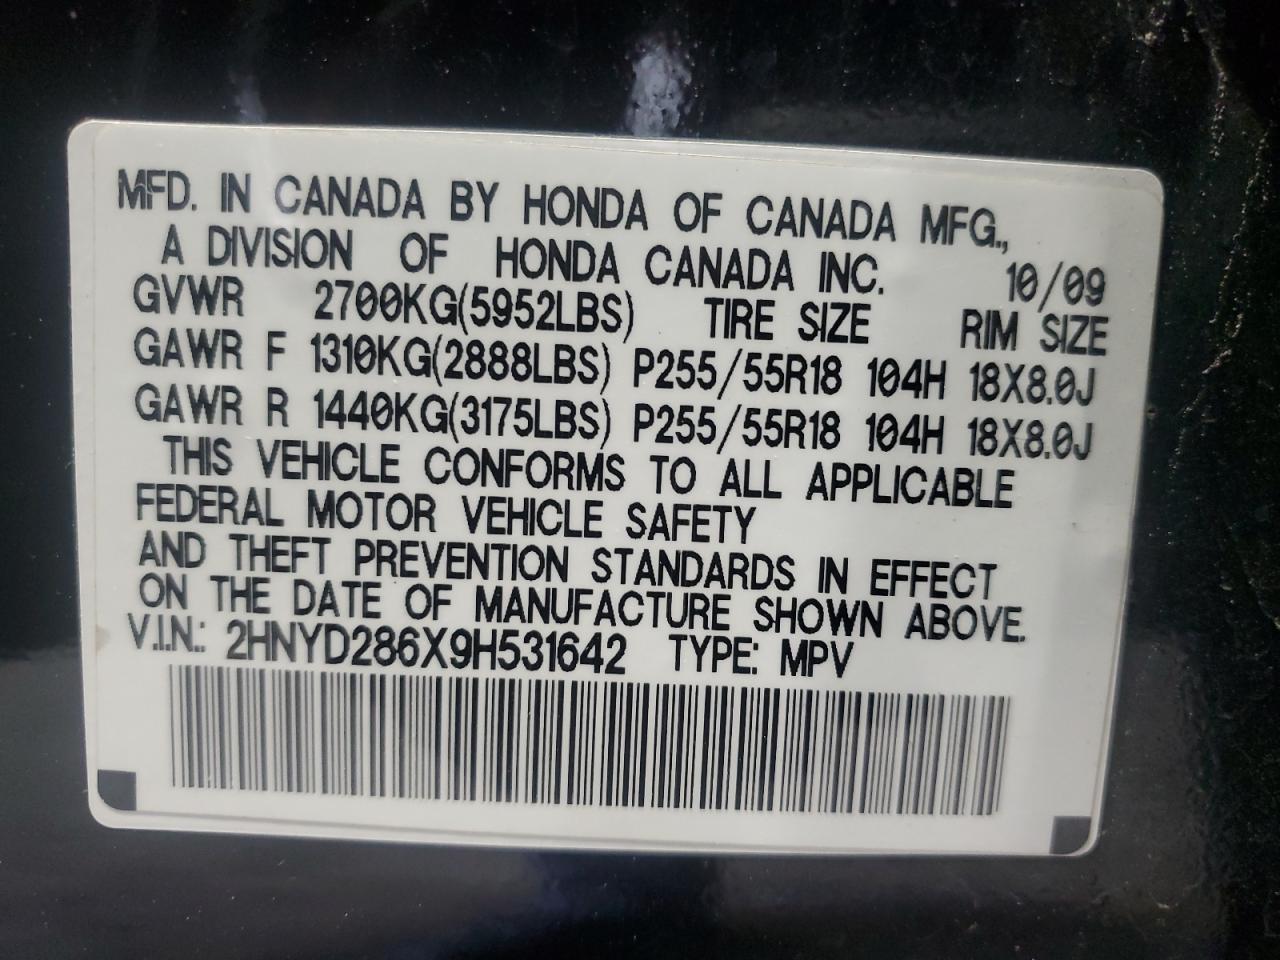 MFD. IN CANADA BY HONDA OF CANADA MFG.,
A DIVISION OF HONDA CANADA INC. 10/09
GVWR 2700KG(5952LBS) TIRE SIZE RIM SIZE
GAWR F 1310KG(2888LBS) P255/55R18 104H 18X8.0J
GAWR R 1440KG(3175LBS) P255/55R18 104H 18X8.0J
THIS VEHICLE CONFORMS TO ALL APPLICABLE
FEDERAL MOTOR VEHICLE SAFETY
AND THEFT PREVENTION STANDARDS IN EFFECT
ON THE DATE OF MANUFACTURE SHOWN ABOVE.
V.I.N.: 2HNYD286X9H531642 TYPE: MPV